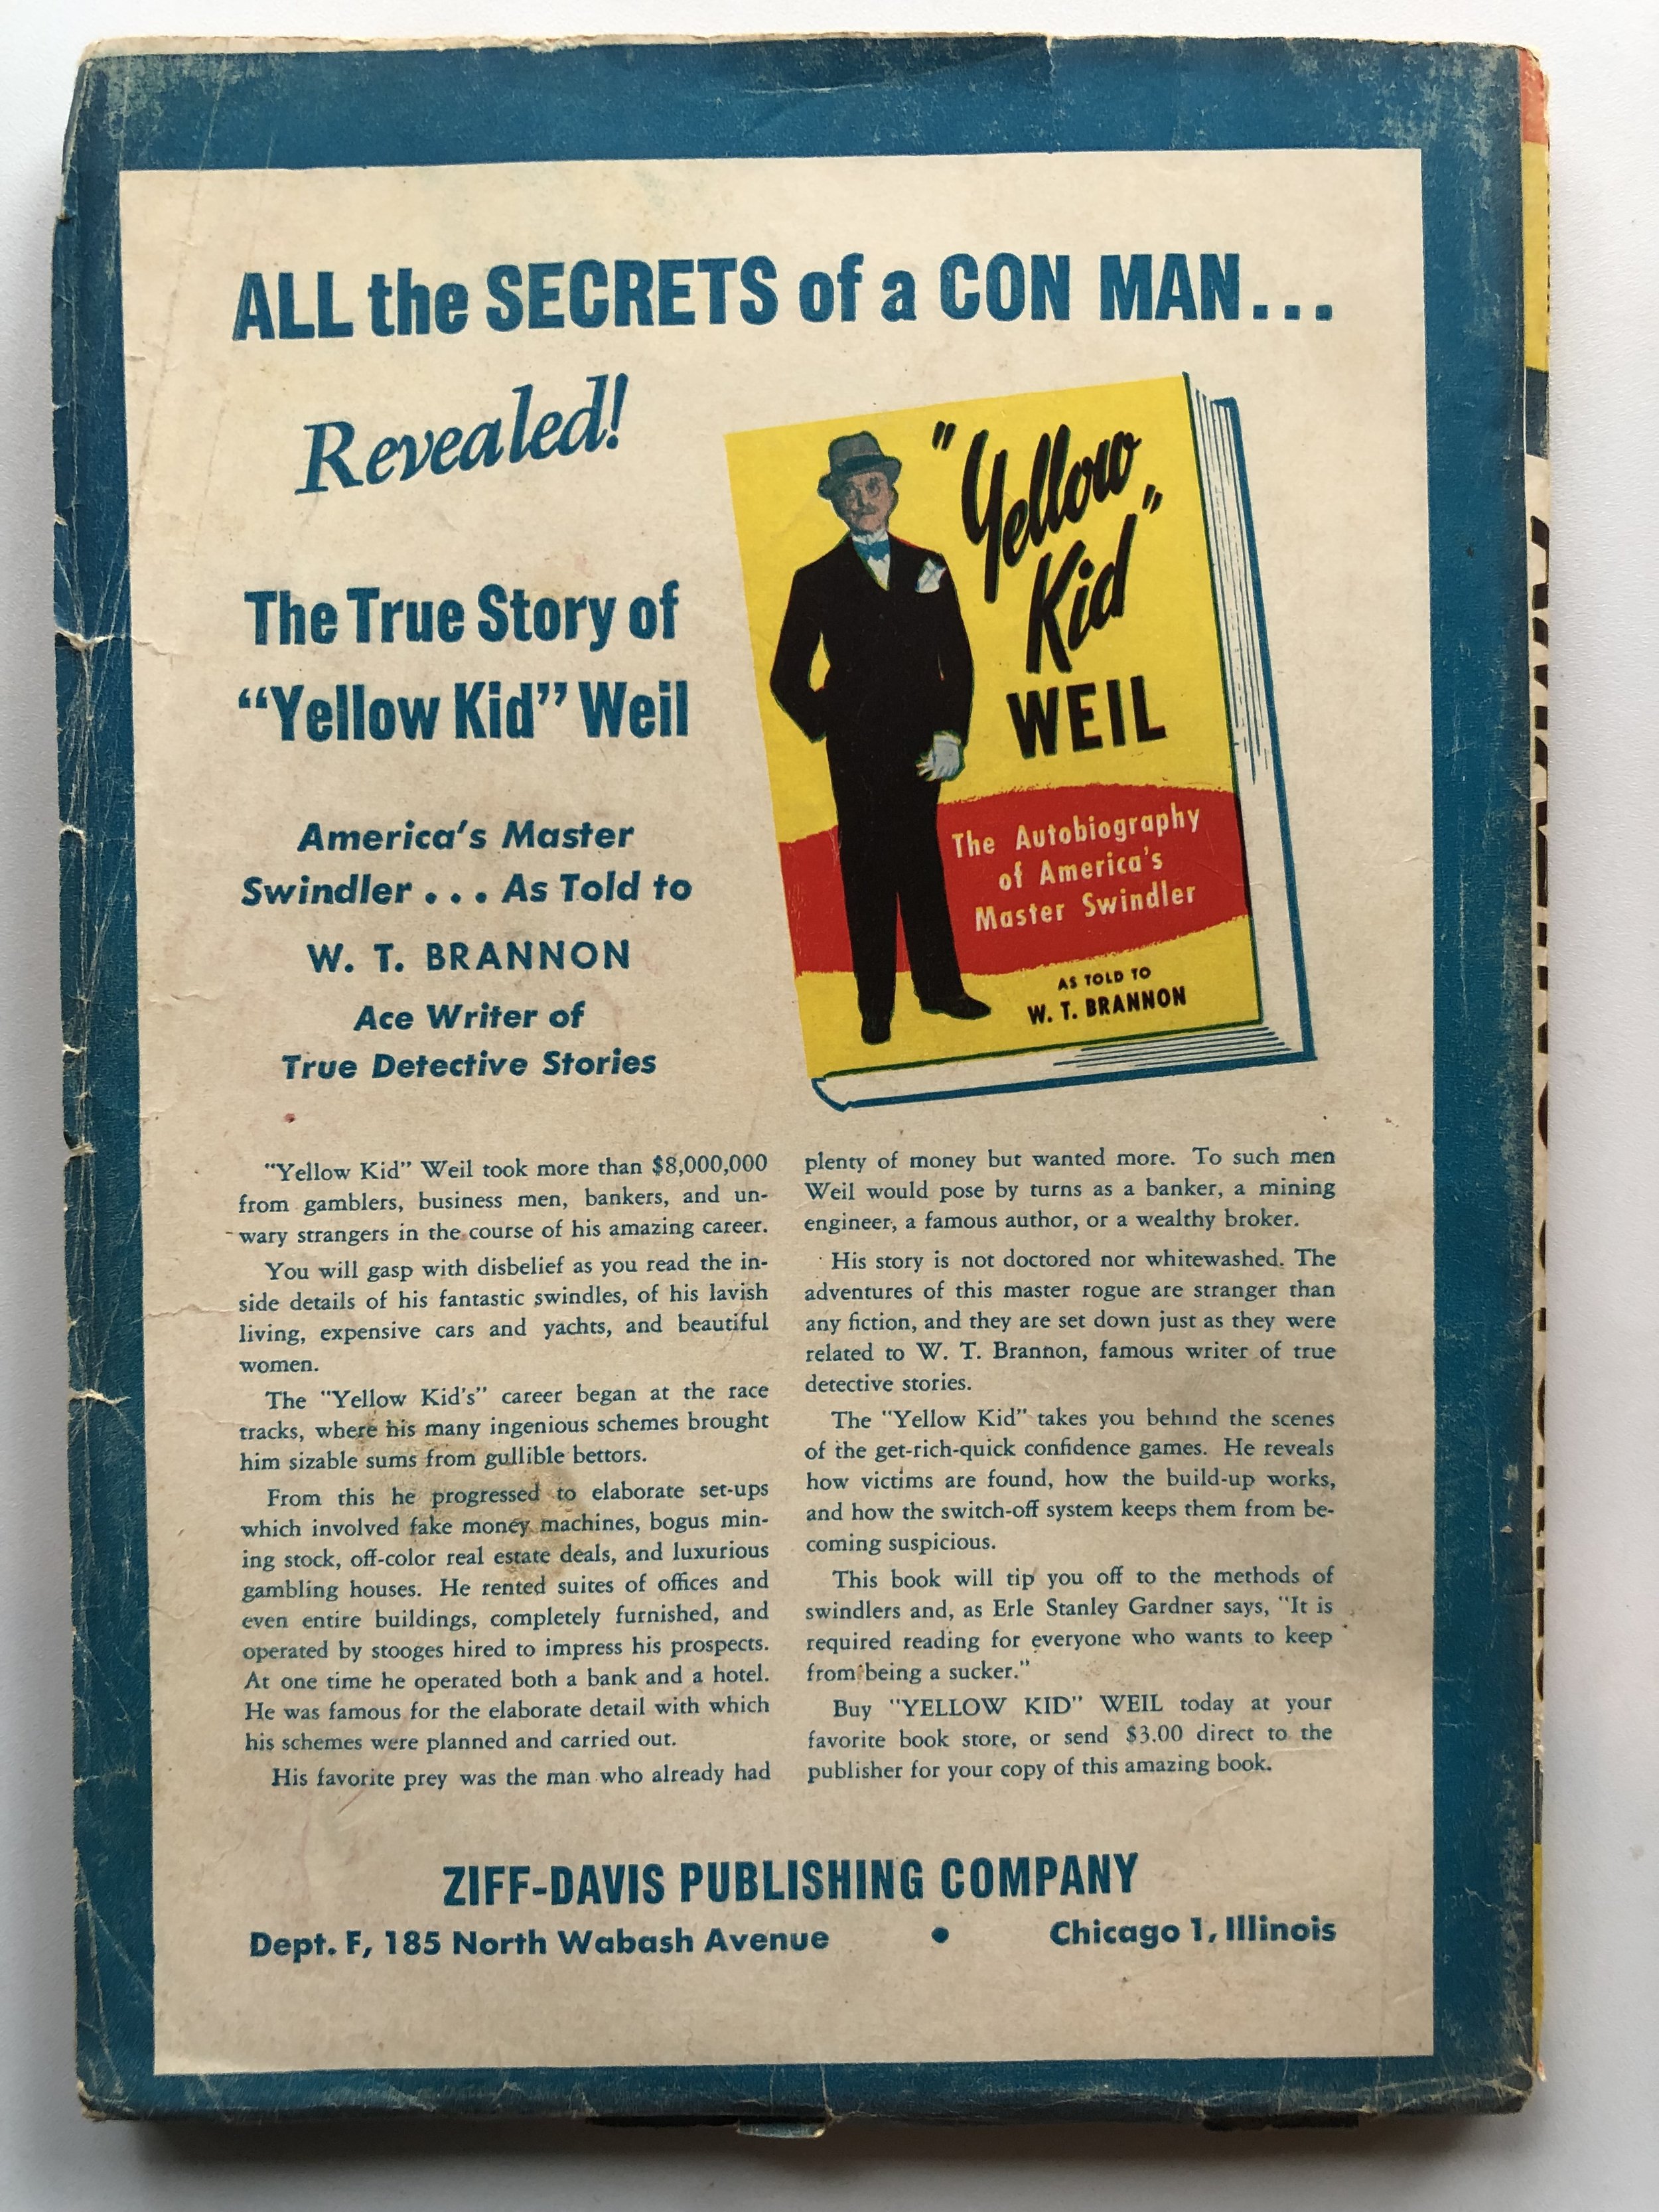 ALL the SECRETS of a CON MAN...
Revealed!
The True Story of
“Yellow Kid” Weil
America's Master
Swindler . . . As Told to
W. T. BRANNON
Ace Writer of
True Detective Stories
"Yellow
Kid"
WEIL
The Autobiography
of America's
Master Swindler
AS TOLD TO
W. T. BRANNON
"Yellow Kid" Weil took more than $8,000,000
from gamblers, business men, bankers, and un-
wary strangers in the course of his amazing career.
You will gasp with disbelief as you read the in-
side details of his fantastic swindles, of his lavish
living, expensive cars and yachts, and beautiful
women.
The "Yellow Kid's" career began at the race
tracks, where his many ingenious schemes brought
him sizable sums from gullible bettors.
From this he progressed to elaborate set-ups
which involved fake money machines, bogus min-
ing stock, off-color real estate deals, and luxurious
gambling houses. He rented suites of offices and
even entire buildings, completely furnished, and
operated by stooges hired to impress his prospects.
At one time he operated both a bank and a hotel.
He was famous for the elaborate detail with which
his schemes were planned and carried out.
His favorite prey was the man who already had
plenty of money but wanted more. To such men
Weil would pose by turns as a banker, a mining
engineer, a famous author, or a wealthy broker.
His story is not doctored nor whitewashed. The
adventures of this master rogue are stranger than
any fiction, and they are set down just as they were
related to W. T. Brannon, famous writer of true
detective stories.
The "Yellow Kid" takes you behind the scenes
of the get-rich-quick confidence games. He reveals
how victims are found, how the build-up works,
and how the switch-off system keeps them from be-
coming suspicious.
This book will tip you off to the methods of
swindlers and, as Erle Stanley Gardner says, "It is
required reading for everyone who wants to keep
from being a sucker."
Buy "YELLOW KID" WEIL today at your
favorite book store, or send $3.00 direct to the
publisher for your copy of this amazing book.
ZIFF-DAVIS PUBLISHING COMPANY
Dept. F, 185 North Wabash Avenue • Chicago 1, Illinois